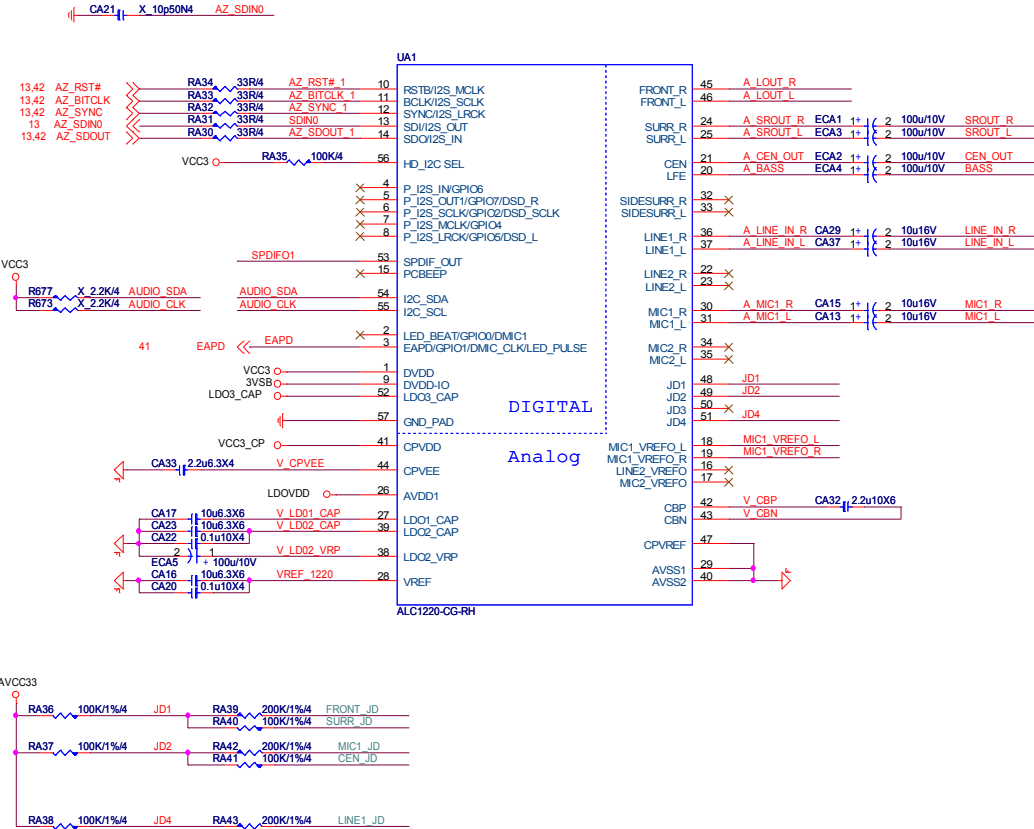 CA21 X_10p50N4 AZ_SDIN0
UA1
13,42 AZ_RST# RA34 33R/4 AZ_RST#_1 10 RSTB/I2S_MCLK
13,42 AZ_BITCLK RA33 33R/4 AZ_BITCLK_1 11 BCLK/I2S_SCLK
13,42 AZ_SYNC RA32 33R/4 AZ_SYNC_1 12 SYNC/I2S_LRCK
13 AZ_SDIN0 RA31 33R/4 SDIN0 13 SDI/I2S_OUT
13,42 AZ_SDOUT RA30 33R/4 AZ_SDOUT_1 14 SDO/I2S_IN
VCC3 RA35 100K/4 56 HD_I2C SEL
4 P_I2S_IN/GPIO6
5 P_I2S_OUT1/GPIO7/DSD_R
6 P_I2S_SCLK/GPIO2/DSD_SCLK
7 P_I2S_MCLK/GPIO4
8 P_I2S_LRCK/GPIO5/DSD_L
SPDIFO1 53 SPDIF_OUT
15 PCBEEP
VCC3
R677 X_2.2K/4 AUDIO_SDA AUDIO_SDA 54 I2C_SDA
R673 X_2.2K/4 AUDIO_CLK AUDIO_CLK 55 I2C_SCL
2 LED_BEAT/GPIO0/DMIC1
41 EAPD EAPD 3 EAPD/GPIO1/DMIC_CLK/LED_PULSE
VCC3 1 DVDD
3VSB 9 DVDD-IO
LDO3_CAP 52 LDO3_CAP
57 GND_PAD
VCC3_CP 41 CPVDD
CA33 2.2u6.3X4 V_CPVEE 44 CPVEE
LDOVDD 26 AVDD1
CA17 10u6.3X6 V_LD01_CAP 27 LDO1_CAP
CA23 10u6.3X6 V_LD02_CAP 39 LDO2_CAP
CA22 0.1u10X4
2 1 V_LD02_VRP 38 LDO2_VRP
ECA5 + 100u/10V
CA16 10u6.3X6 VREF_1220 28 VREF
CA20 0.1u10X4
DIGITAL
Analog
FRONT_R 45 A_LOUT_R
FRONT_L 46 A_LOUT_L
SURR_R 24 A_SROUT_R ECA1 1+ 2 100u/10V SROUT_R
SURR_L 25 A_SROUT_L ECA3 1+ 2 100u/10V SROUT_L
CEN 21 A_CEN_OUT ECA2 1+ 2 100u/10V CEN_OUT
LFE 20 A_BASS ECA4 1+ 2 100u/10V BASS
SIDESURR_R 32
SIDESURR_L 33
LINE1_R 36 A_LINE_IN_R CA29 1+ 2 10u16V LINE_IN_R
LINE1_L 37 A_LINE_IN_L CA37 1+ 2 10u16V LINE_IN_L
LINE2_R 22
LINE2_L 23
MIC1_R 30 A_MIC1_R CA15 1+ 2 10u16V MIC1_R
MIC1_L 31 A_MIC1_L CA13 1+ 2 10u16V MIC1_L
MIC2_R 34
MIC2_L 35
JD1 48 JD1
JD2 49 JD2
JD3 50
JD4 51 JD4
MIC1_VREFO_L 18 MIC1_VREFO_L
MIC1_VREFO_R 19 MIC1_VREFO_R
LINE2_VREFO 16
MIC2_VREFO 17
CBP 42 V_CBP CA32 2.2u10X6
CBN 43 V_CBN
CPVREF 47
AVSS1 29
AVSS2 40
ALC1220-CG-RH
AVCC33
RA36 100K/1%/4 JD1 RA39 200K/1%/4 FRONT_JD
RA40 100K/1%/4 SURR_JD
RA37 100K/1%/4 JD2 RA42 200K/1%/4 MIC1_JD
RA41 100K/1%/4 CEN_JD
RA38 100K/1%/4 JD4 RA43 200K/1%/4 LINE1_JD